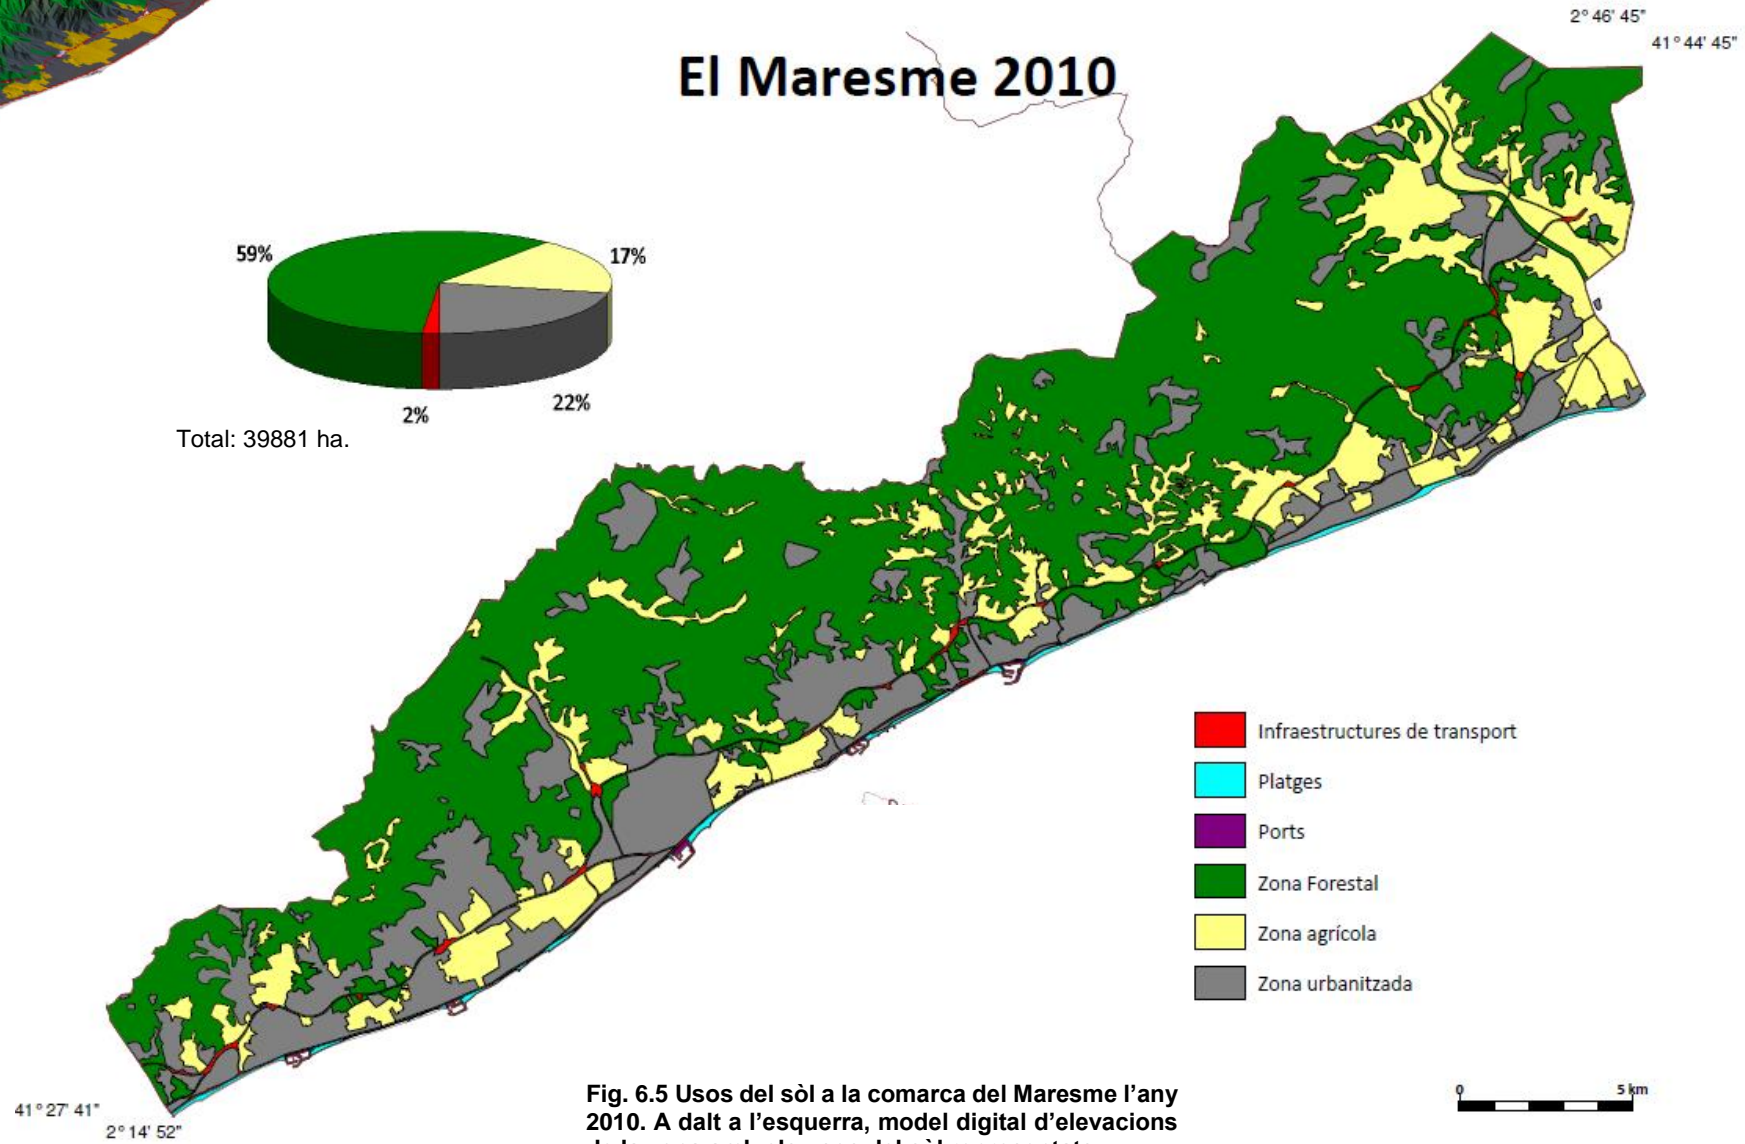 2° 46' 45"
41° 44' 45"
El Maresme 2010
59%
17%
2%
22%
Total: 39881 ha.
Infraestructures de transport
Platges
Ports
Zona Forestal
Zona agrícola
Zona urbanitzada
0 5 km
41° 27' 41"
2° 14' 52"
Fig. 6.5 Usos del sòl a la comarca del Maresme l’any
2010. A dalt a l’esquerra, model digital d’elevacions